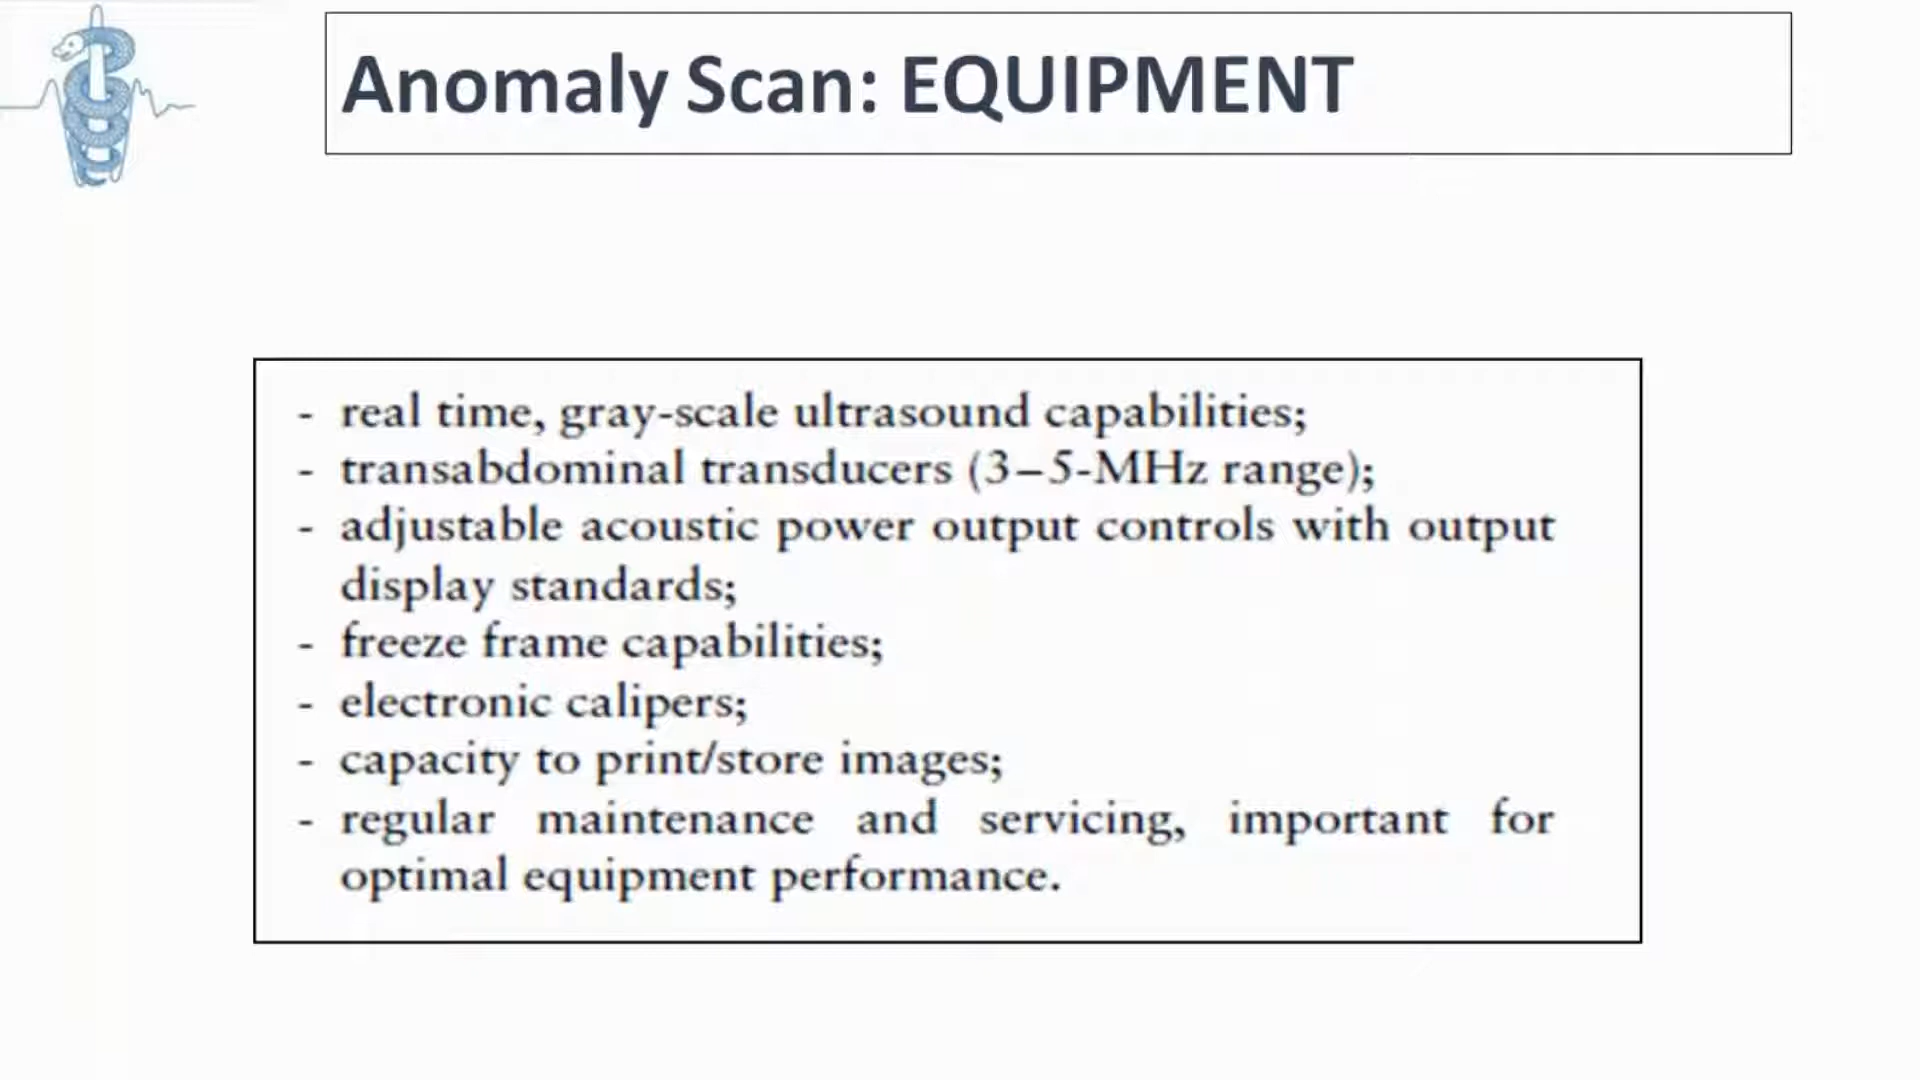 Anomaly Scan: EQUIPMENT
- real time, gray-scale ultrasound capabilities;
- transabdominal transducers (3–5-MHz range);
- adjustable acoustic power output controls with output
display standards;
- freeze frame capabilities;
- electronic calipers;
- capacity to print/store images;
- regular maintenance and servicing, important for
optimal equipment performance.